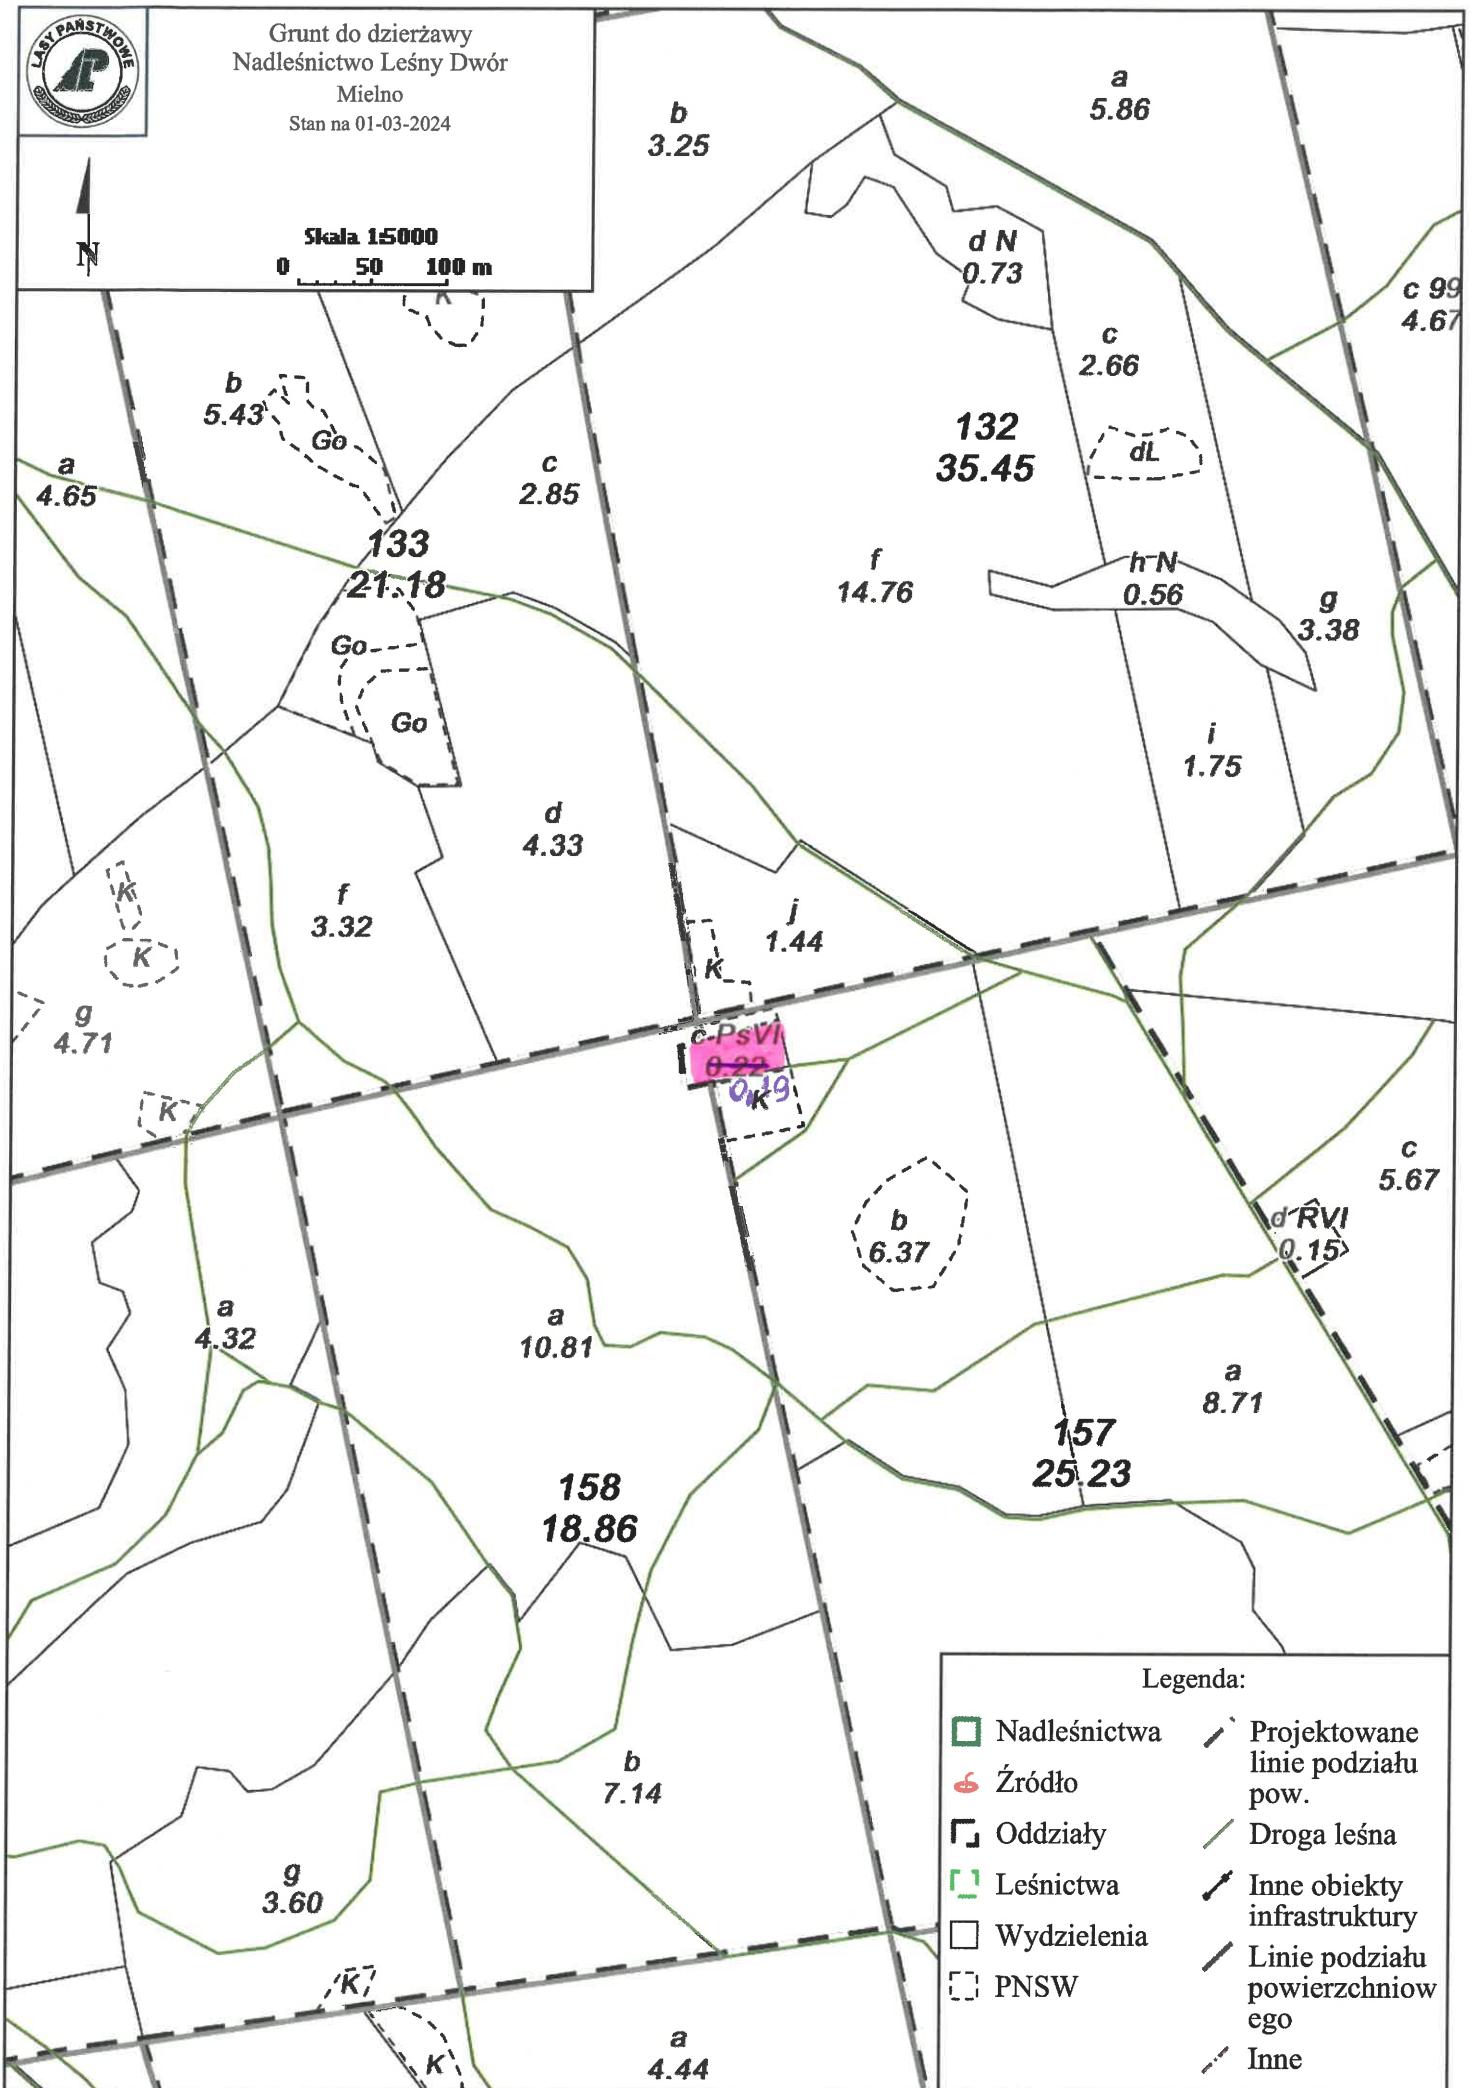 LASY PAŃSTWOWE
Grunt do dzierżawy
Nadleśnictwo Leśny Dwór
Mielno
Stan na 01-03-2024
N
Skala 1:5000
0 50 100 m
b
3.25
a
5.86
d N
0.73
c 99
4.67
c
2.66
K
b
5.43
Go
a
4.65
c
2.85
132
35.45
dL
133
21.18
f
14.76
h N
0.56
g
3.38
Go
Go
i
1.75
d
4.33
K
f
3.32
j
1.44
K
K
g
4.71
c PsVI
0.22
0,19
K
K
c
5.67
b
6.37
d RVI
0.15
a
4.32
a
10.81
a
8.71
157
25.23
158
18.86
b
7.14
g
3.60
K
K
a
4.44
Legenda:
Nadleśnictwa
Źródło
Oddziały
Leśnictwa
Wydzielenia
PNSW
Projektowane
linie podziału
pow.
Droga leśna
Inne obiekty
infrastruktury
Linie podziału
powierzchniow
ego
Inne